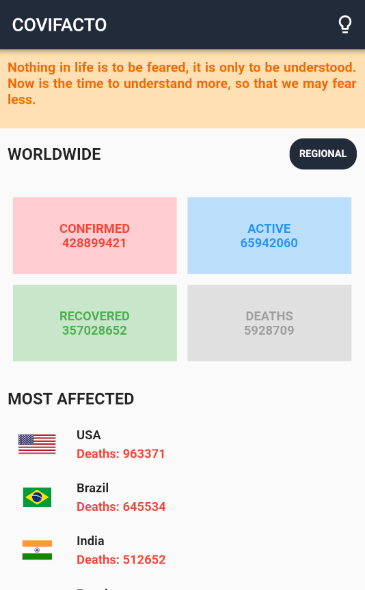 COVIFACTO
Nothing in life is to be feared, it is only to be understood.
Now is the time to understand more, so that we may fear
less.
WORLDWIDE
REGIONAL
CONFIRMED
428899421
ACTIVE
65942060
RECOVERED
357028652
DEATHS
5928709
MOST AFFECTED
USA
Deaths: 963371
Brazil
Deaths: 645534
India
Deaths: 512652